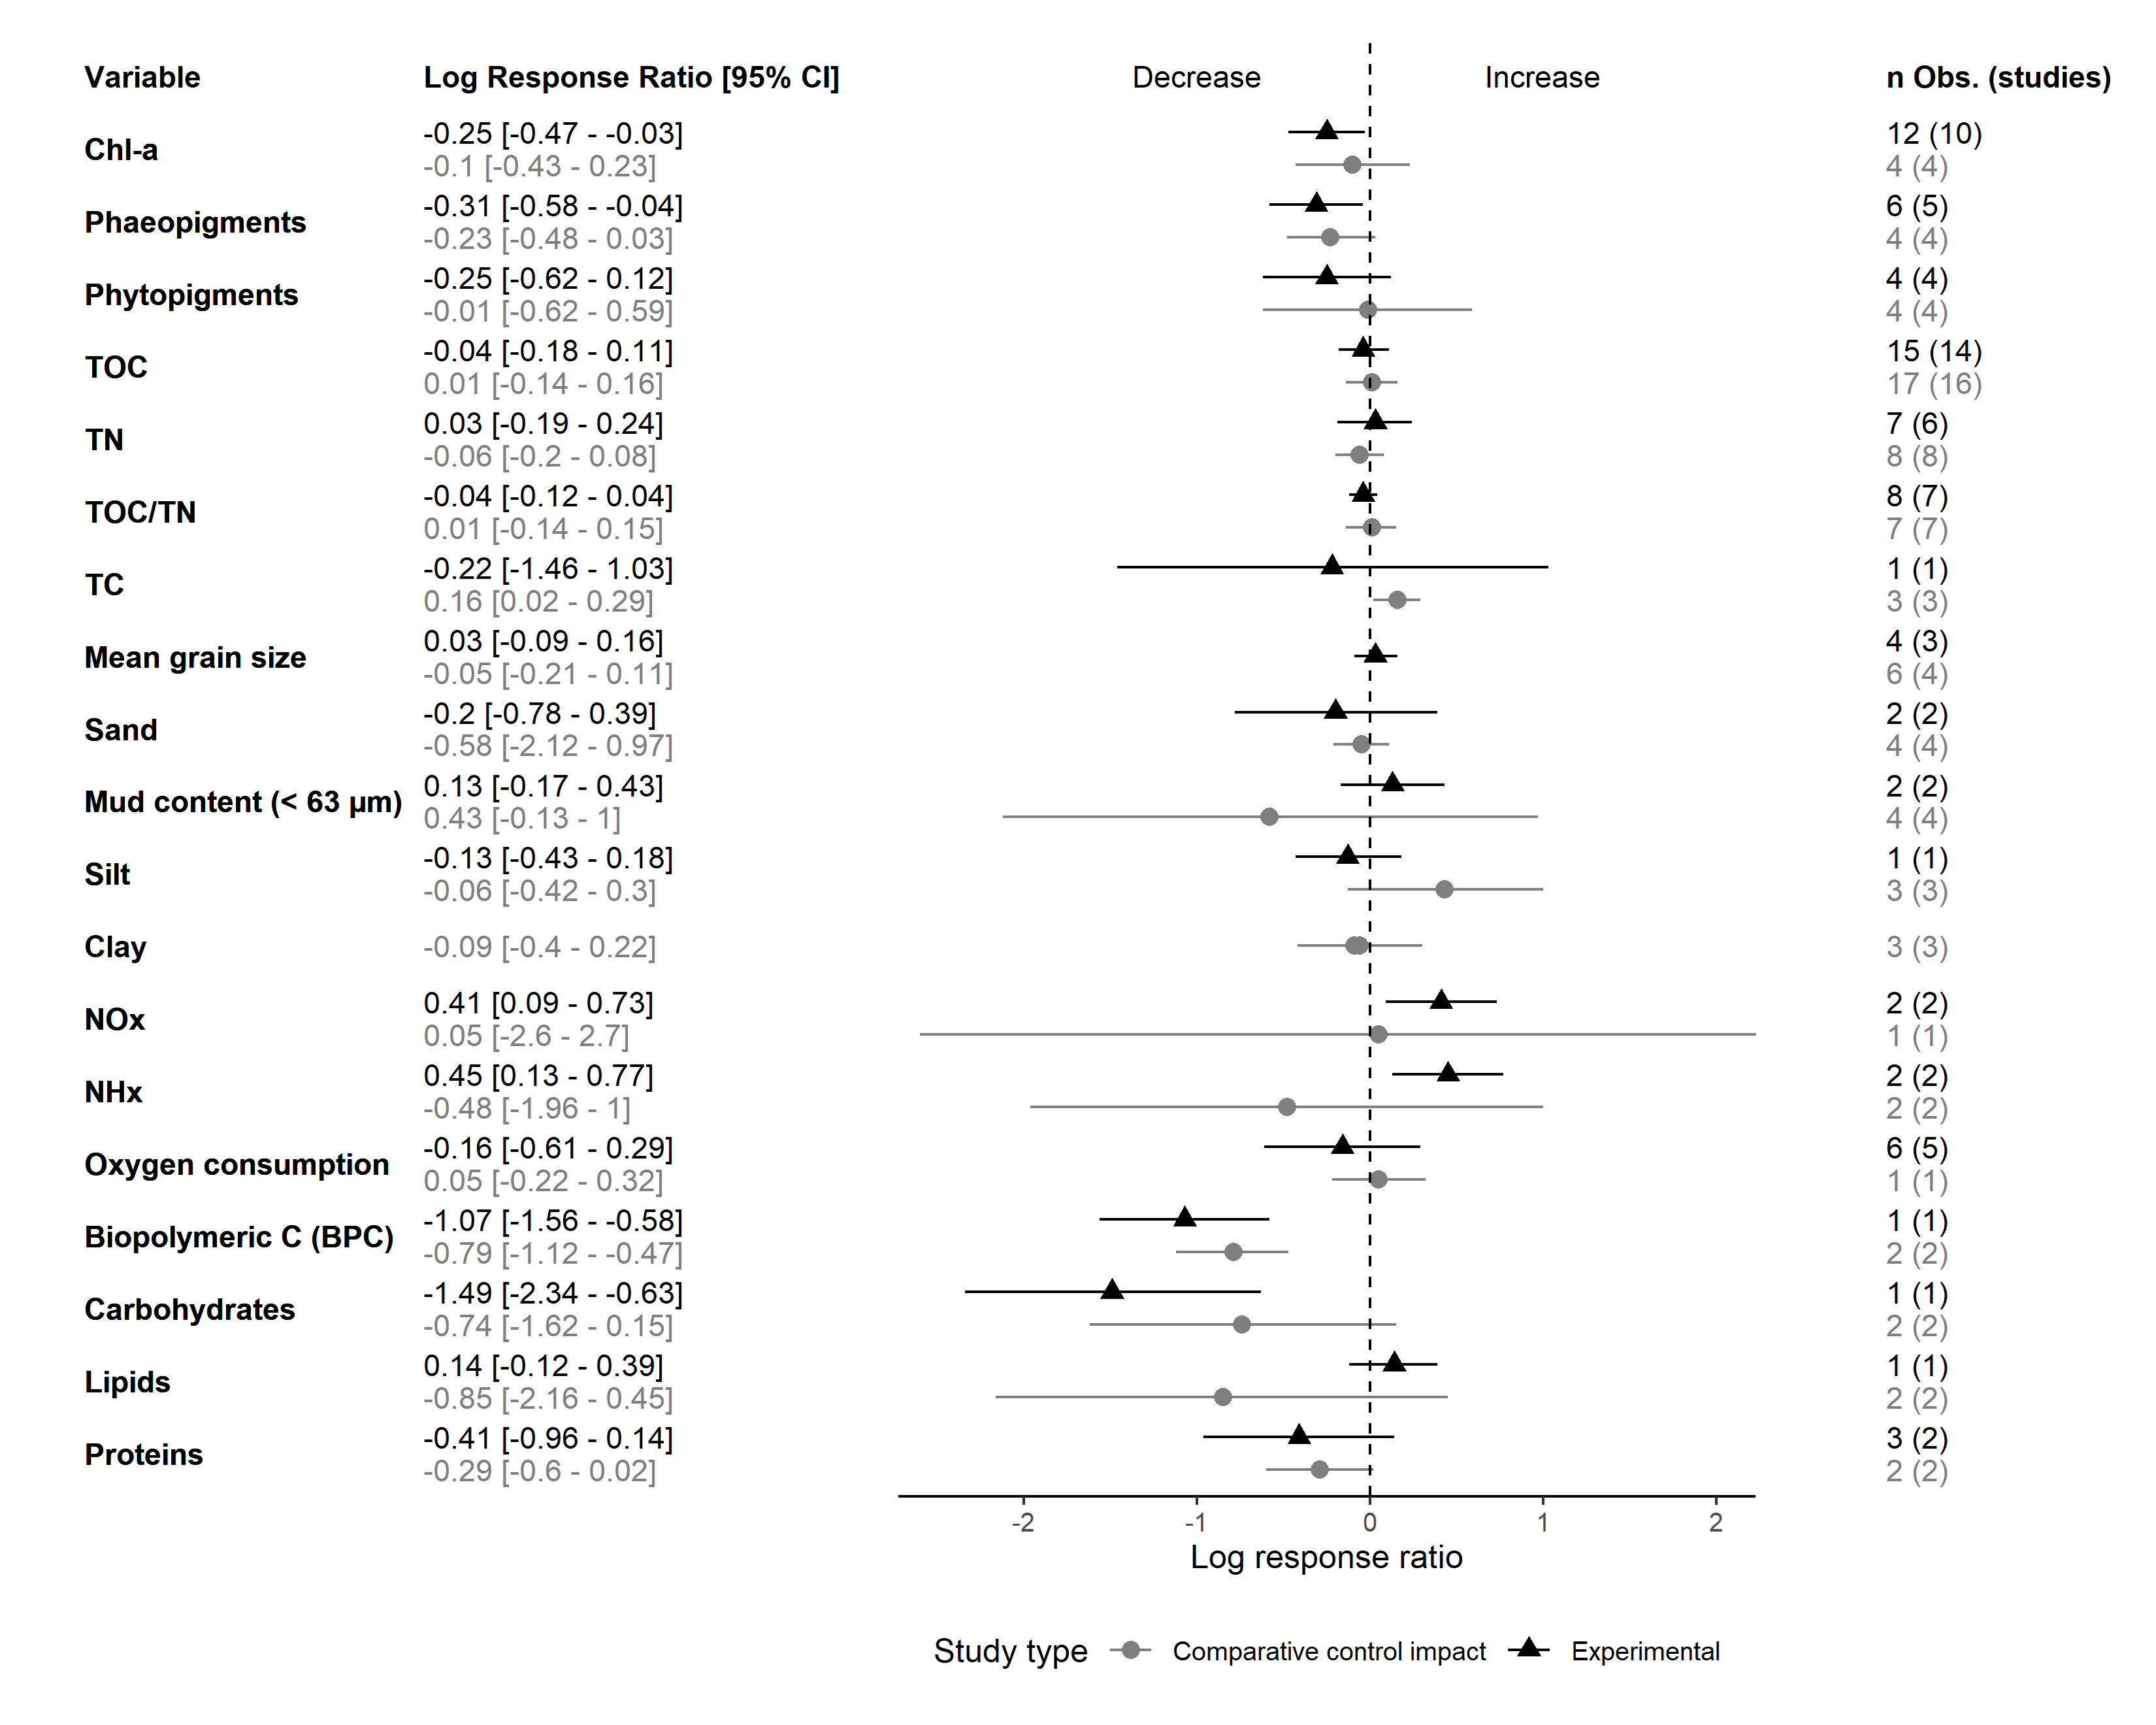 Variable Log Response Ratio [95% CI] Decrease Increase n Obs. (studies)
Chl-a
-0.25 [-0.47 - -0.03] 12 (10)
-0.1 [-0.43 - 0.23] 4 (4)
Phaeopigments
-0.31 [-0.58 - -0.04] 6 (5)
-0.23 [-0.48 - 0.03] 4 (4)
Phytopigments
-0.25 [-0.62 - 0.12] 4 (4)
-0.01 [-0.62 - 0.59] 4 (4)
TOC
-0.04 [-0.18 - 0.11] 15 (14)
0.01 [-0.14 - 0.16] 17 (16)
TN
0.03 [-0.19 - 0.24] 7 (6)
-0.06 [-0.2 - 0.08] 8 (8)
TOC/TN
-0.04 [-0.12 - 0.04] 8 (7)
0.01 [-0.14 - 0.15] 7 (7)
TC
-0.22 [-1.46 - 1.03] 1 (1)
0.16 [0.02 - 0.29] 3 (3)
Mean grain size
0.03 [-0.09 - 0.16] 4 (3)
-0.05 [-0.21 - 0.11] 6 (4)
Sand
-0.2 [-0.78 - 0.39] 2 (2)
-0.58 [-2.12 - 0.97] 4 (4)
Mud content (< 63 µm)
0.13 [-0.17 - 0.43] 2 (2)
0.43 [-0.13 - 1] 4 (4)
Silt
-0.13 [-0.43 - 0.18] 1 (1)
-0.06 [-0.42 - 0.3] 3 (3)
Clay -0.09 [-0.4 - 0.22] 3 (3)
NOx
0.41 [0.09 - 0.73] 2 (2)
0.05 [-2.6 - 2.7] 1 (1)
NHx
0.45 [0.13 - 0.77] 2 (2)
-0.48 [-1.96 - 1] 2 (2)
Oxygen consumption
-0.16 [-0.61 - 0.29] 6 (5)
0.05 [-0.22 - 0.32] 1 (1)
Biopolymeric C (BPC)
-1.07 [-1.56 - -0.58] 1 (1)
-0.79 [-1.12 - -0.47] 2 (2)
Carbohydrates
-1.49 [-2.34 - -0.63] 1 (1)
-0.74 [-1.62 - 0.15] 2 (2)
Lipids
0.14 [-0.12 - 0.39] 1 (1)
-0.85 [-2.16 - 0.45] 2 (2)
Proteins
-0.41 [-0.96 - 0.14] 3 (2)
-0.29 [-0.6 - 0.02] 2 (2)
-2 -1 0 1 2
Log response ratio
Study type Comparative control impact Experimental